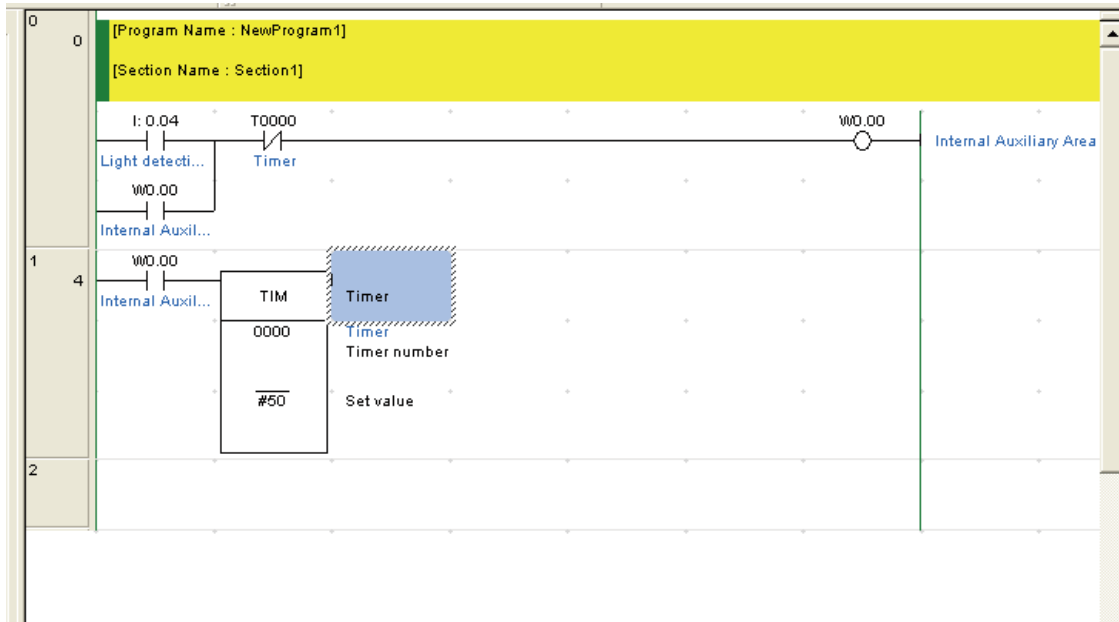 0
0
[Program Name : NewProgram1]
[Section Name : Section1]
I: 0.04 T0000 W0.00
Internal Auxiliary Area
Light detecti... Timer
W0.00
Internal Auxil...
1
W0.00
4
Internal Auxil...
TIM Timer
0000 Timer
Timer number
#50 Set value
2